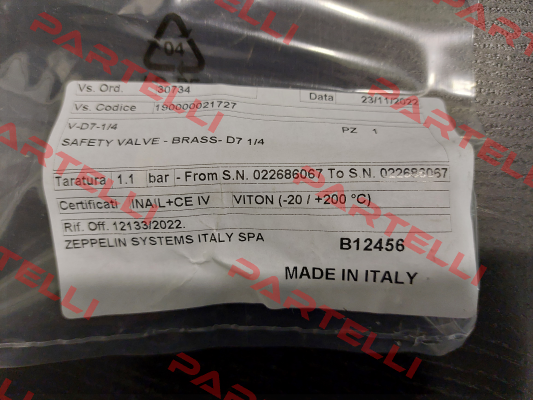 04
Vs. Ord. 30734 Data 23/11/2022
Vs. Codice 190000021727
V-D7-1/4 PZ 1
SAFETY VALVE - BRASS- D7 1/4
Taratura 1.1 bar - From S.N. 022686067 To S N.
Certificati INAIL+CE IV VITON (-20 / +200 °C)
Rif. Off. 12133/2022.
ZEPPELIN SYSTEMS ITALY SPA B12456
MADE IN ITALY
PARTELLI
PARTELLI
PARTELLI
PARTELLI
PARTELLI